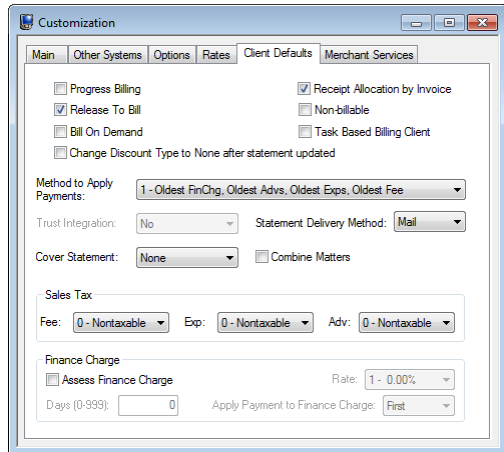 Customization
Main Other Systems Options Rates Client Defaults Merchant Services
Progress Billing Receipt Allocation by Invoice
Release To Bill Non-billable
Bill On Demand Task Based Billing Client
Change Discount Type to None after statement updated
Method to Apply
Payments: 1 - Oldest FinChg, Oldest Advs, Oldest Exps, Oldest Fee
Trust Integration: No Statement Delivery Method: Mail
Cover Statement: None Combine Matters
Sales Tax
Fee: 0 - Nontaxable Exp: 0 - Nontaxable Adv: 0 - Nontaxable
Finance Charge
Assess Finance Charge Rate: 1 - 0.00%
Days (0-999): 0 Apply Payment to Finance Charge: First